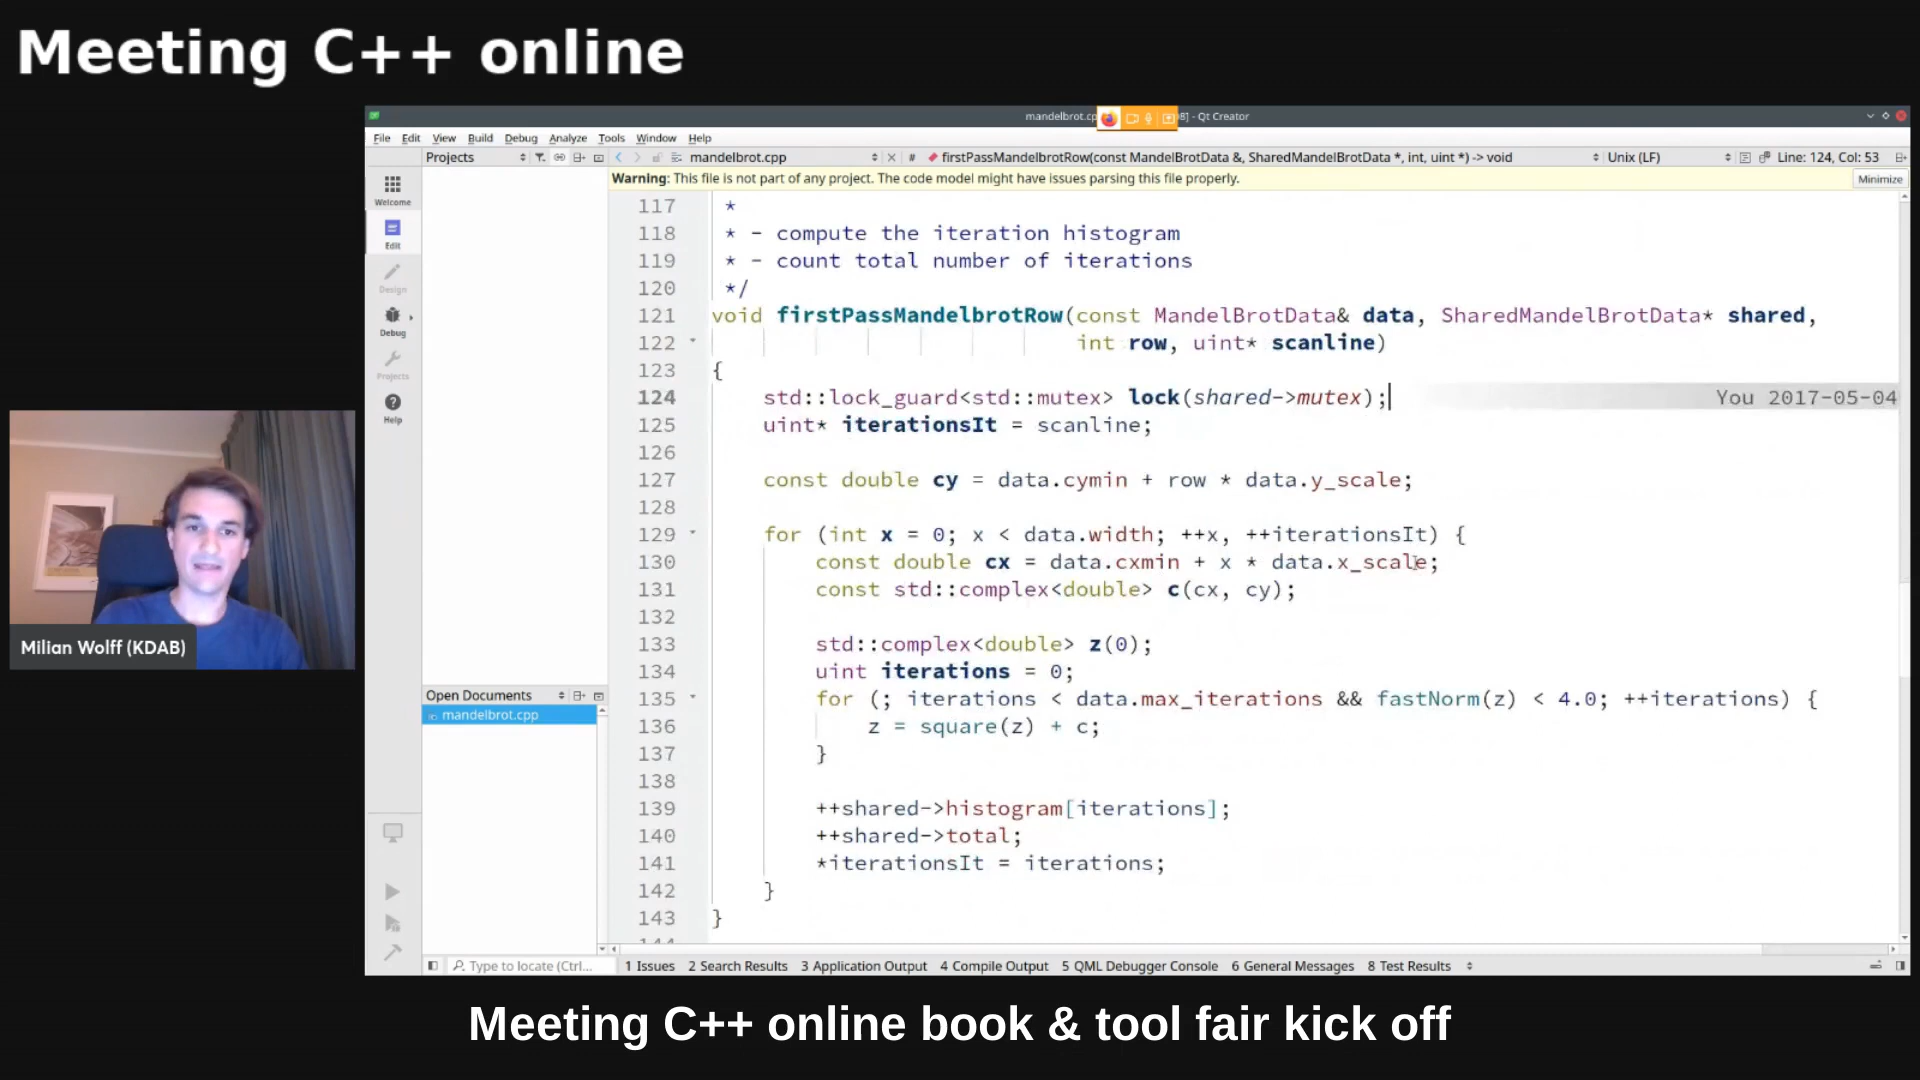 Meeting C++ online
mandelbrot.cp
8] - Qt Creator
File Edit View Build Debug Analyze Tools Window Help
Projects
mandelbrot.cpp
# firstPassMandelbrotRow(const MandelBrotData &, SharedMandelBrotData *, int, uint *) -> void
Unix (LF)
Line: 124, Col: 53
Warning: This file is not part of any project. The code model might have issues parsing this file properly.
Minimize
Welcome
Edit
Design
Debug
Projects
Help
117 *
118 * - compute the iteration histogram
119 * - count total number of iterations
120 */
121 void firstPassMandelbrotRow(const MandelBrotData& data, SharedMandelBrotData* shared,
122 int row, uint* scanline)
123 {
124 std::lock_guard<std::mutex> lock(shared->mutex); You 2017-05-04
125 uint* iterationsIt = scanline;
126
127 const double cy = data.cymin + row * data.y_scale;
128
129 for (int x = 0; x < data.width; ++x, ++iterationsIt) {
130 const double cx = data.cxmin + x * data.x_scale;
131 const std::complex<double> c(cx, cy);
132
133 std::complex<double> z(0);
134 uint iterations = 0;
135 for (; iterations < data.max_iterations && fastNorm(z) < 4.0; ++iterations) {
136 z = square(z) + c;
137 }
138
139 ++shared->histogram[iterations];
140 ++shared->total;
141 *iterationsIt = iterations;
142 }
143 }
Open Documents
mandelbrot.cpp
Milian Wolff (KDAB)
Type to locate (Ctrl...
1 Issues 2 Search Results 3 Application Output 4 Compile Output 5 QML Debugger Console 6 General Messages 8 Test Results
Meeting C++ online book & tool fair kick off